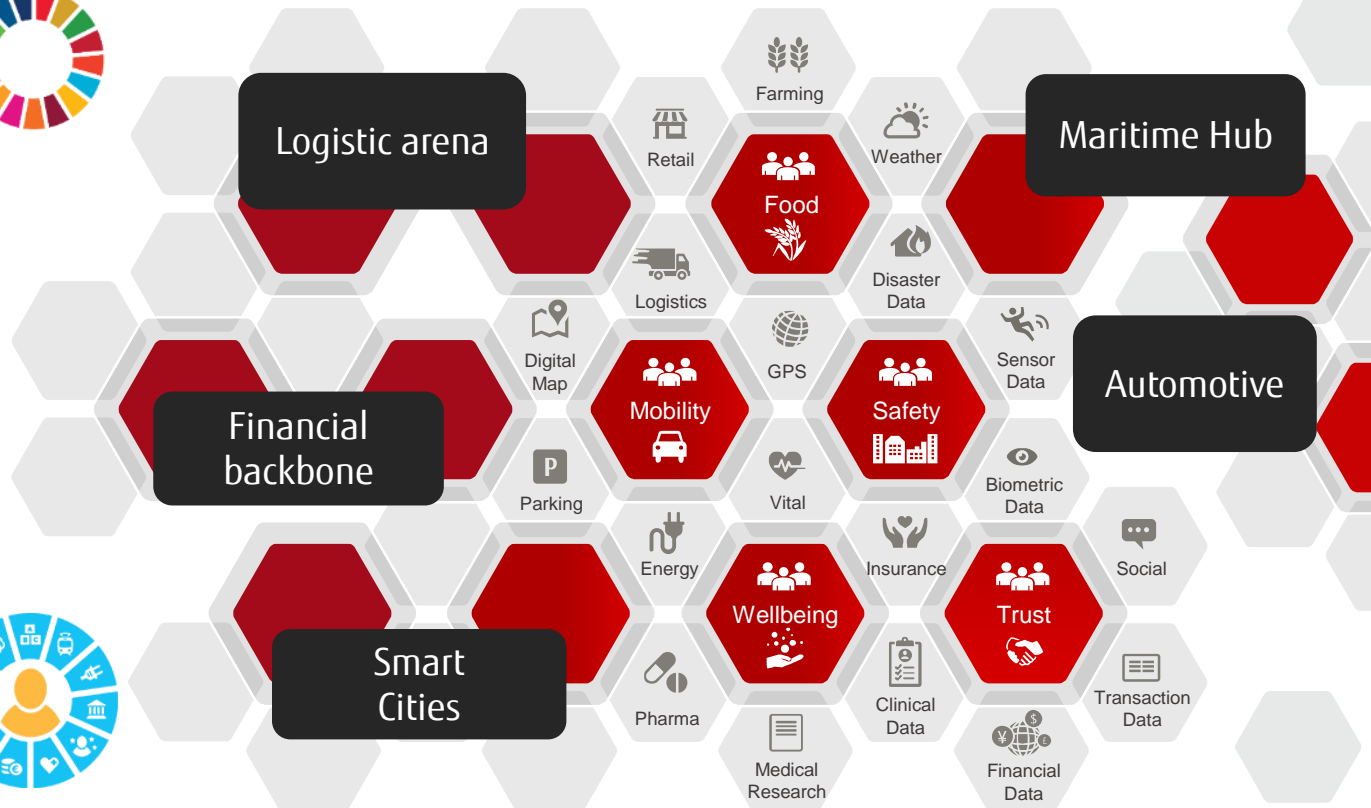 Farming
Logistic arena
Maritime Hub
Retail
Weather
Food
Disaster
Data
Logistics
Digital
Map
GPS
Sensor
Data
Automotive
Mobility
Safety
Financial
backbone
P
Parking
Vital
Biometric
Data
Energy
Insurance
Social
Wellbeing
Trust
Smart
Cities
Pharma
Clinical
Data
Transaction
Data
$
¥
£
Medical
Research
Financial
Data